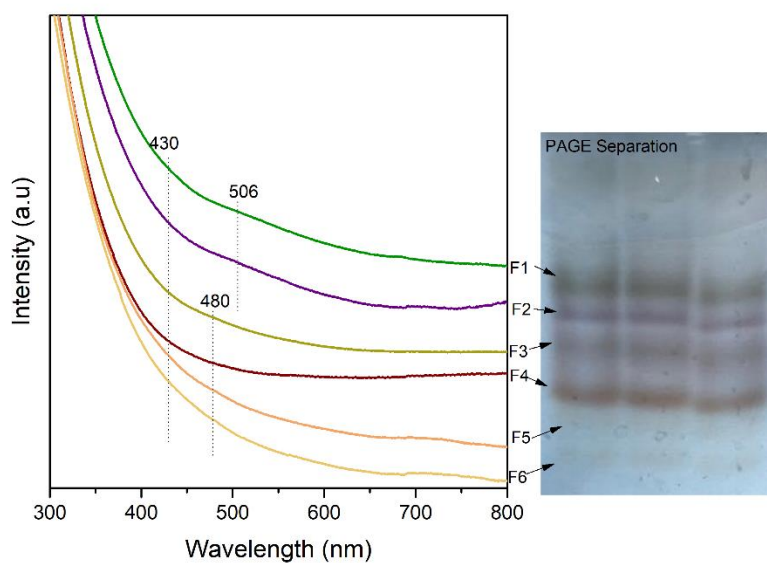 PAGE Separation
430
506
480
F1
F2
F3
F4
F5
F6
Intensity (a.u)
300 400 500 600 700 800
Wavelength (nm)